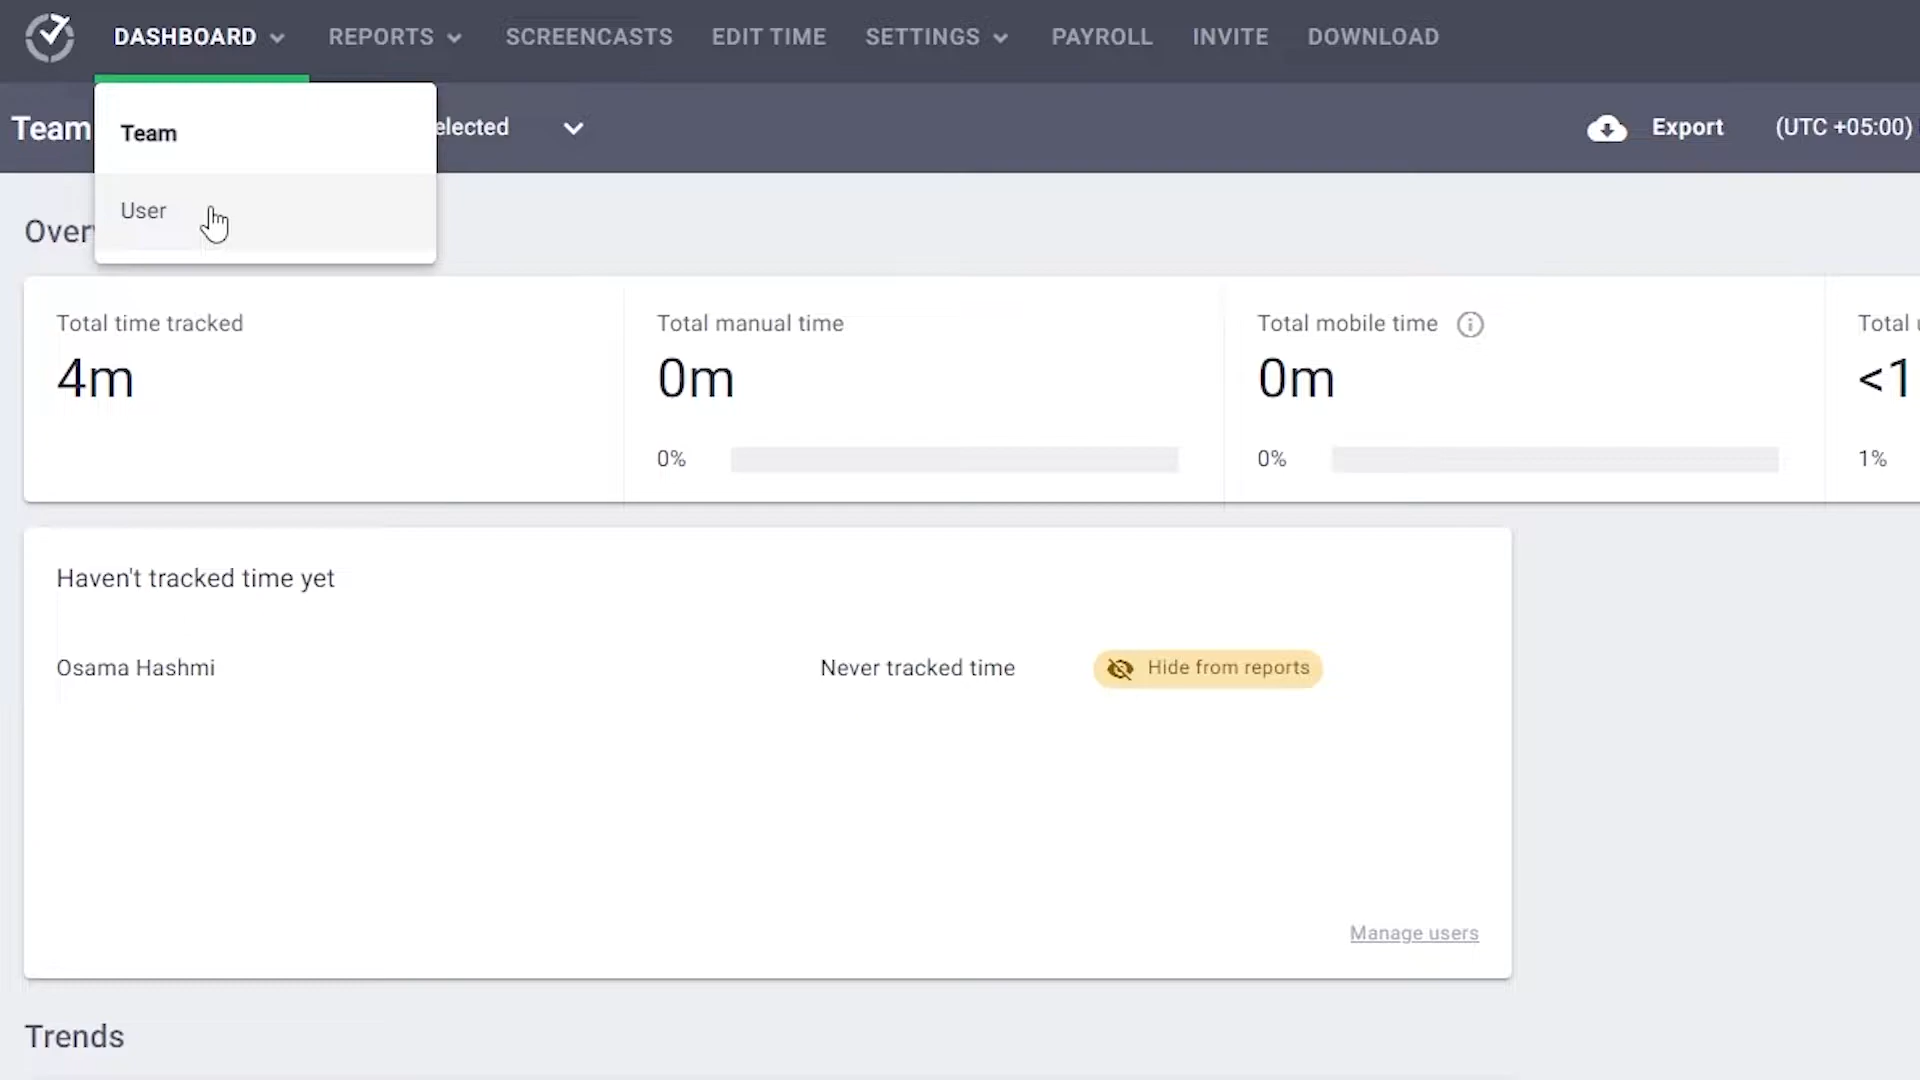 DASHBOARD REPORTS SCREENCASTS EDIT TIME SETTINGS PAYROLL INVITE DOWNLOAD
Team elected Export (UTC +05:00)
Team
User
Over
Total time tracked
4m
Total manual time
0m
0%
Total mobile time
0m
0%
Total
<1
1%
Haven't tracked time yet
Osama Hashmi Never tracked time Hide from reports
Manage users
Trends